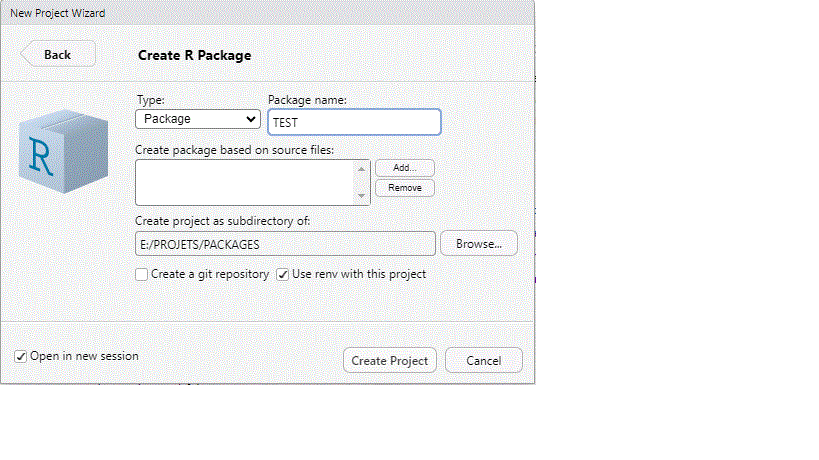 New Project Wizard
Back
Create R Package
Type:
Package name:
Package
TEST
R
Create package based on source files:
Add...
Remove
Create project as subdirectory of:
E:/PROJETS/PACKAGES
Browse...
Create a git repository
Use renv with this project
Open in new session
Create Project
Cancel